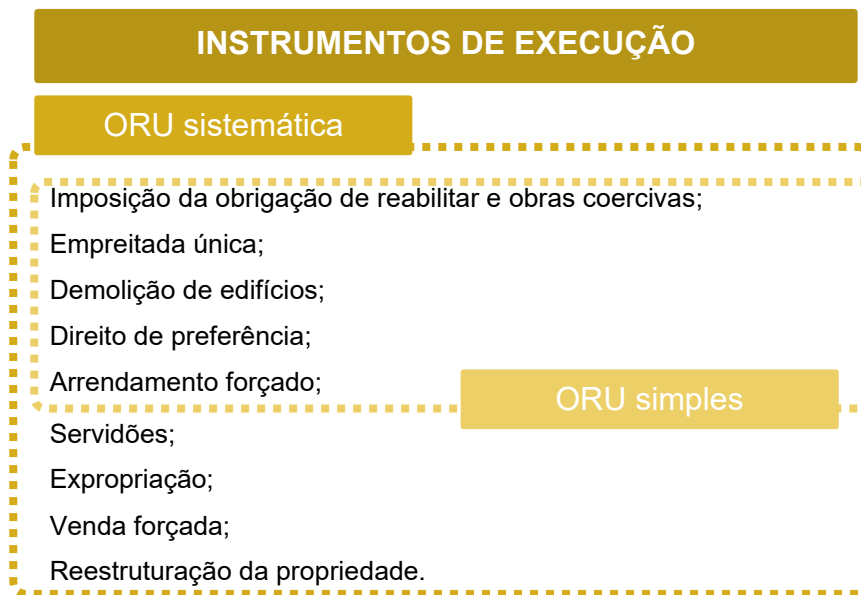 INSTRUMENTOS DE EXECUÇÃO
ORU sistemática
Imposição da obrigação de reabilitar e obras coercivas;
Empreitada única;
Demolição de edifícios;
Direito de preferência;
Arrendamento forçado;
ORU simples
Servidões;
Expropriação;
Venda forçada;
Reestruturação da propriedade.